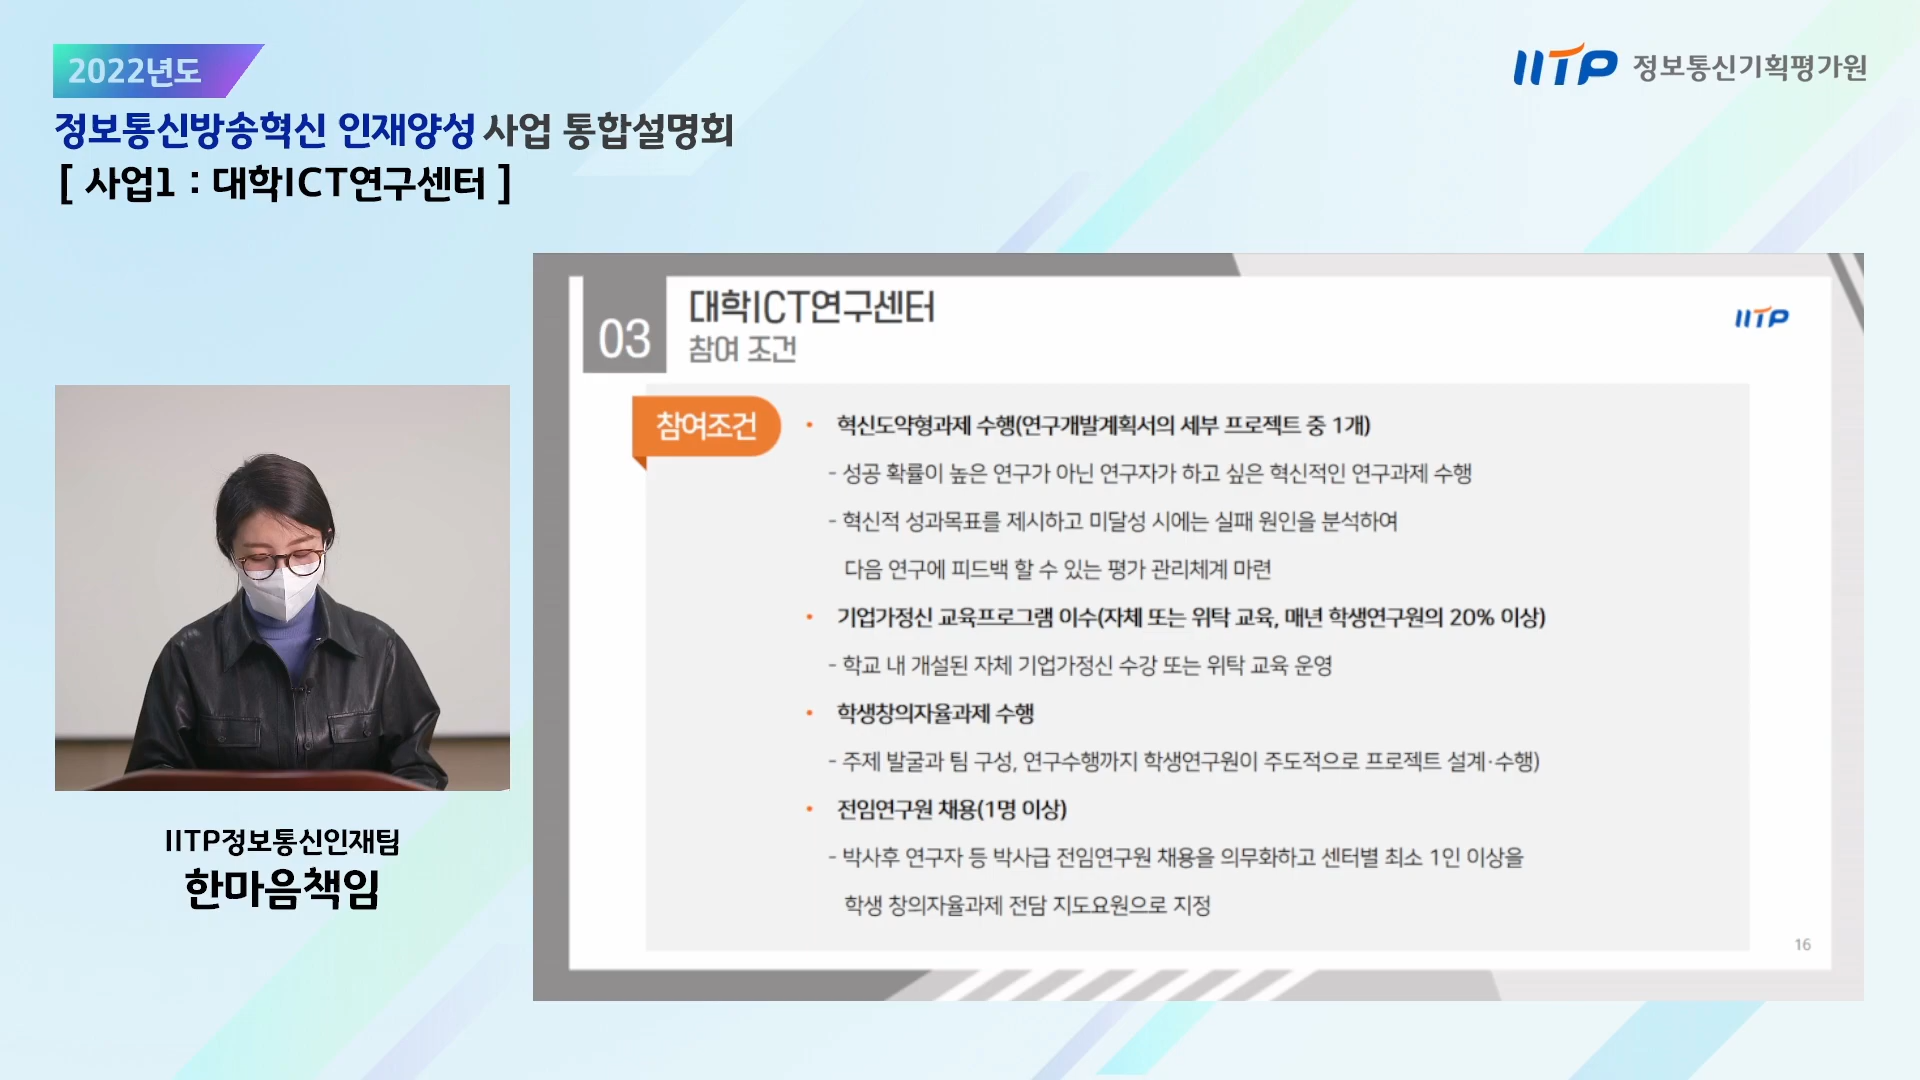 2022년도
정보통신방송혁신 인재양성 사업 통합설명회
[ 사업1 : 대학ICT연구센터 ]
IITP 정보통신기획평가원
03
대학ICT연구센터
참여 조건
IITP
참여조건
• 혁신도약형과제 수행(연구개발계획서의 세부 프로젝트 중 1개)
- 성공 확률이 높은 연구가 아닌 연구자가 하고 싶은 혁신적인 연구과제 수행
- 혁신적 성과목표를 제시하고 미달성 시에는 실패 원인을 분석하여
다음 연구에 피드백 할 수 있는 평가 관리체계 마련
• 기업가정신 교육프로그램 이수(자체 또는 위탁 교육, 매년 학생연구원의 20% 이상)
- 학교 내 개설된 자체 기업가정신 수강 또는 위탁 교육 운영
• 학생창의자율과제 수행
- 주제 발굴과 팀 구성, 연구수행까지 학생연구원이 주도적으로 프로젝트 설계·수행)
• 전임연구원 채용(1명 이상)
- 박사후 연구자 등 박사급 전임연구원 채용을 의무화하고 센터별 최소 1인 이상을
학생 창의자율과제 전담 지도요원으로 지정
16
IITP정보통신인재팀
한마음책임